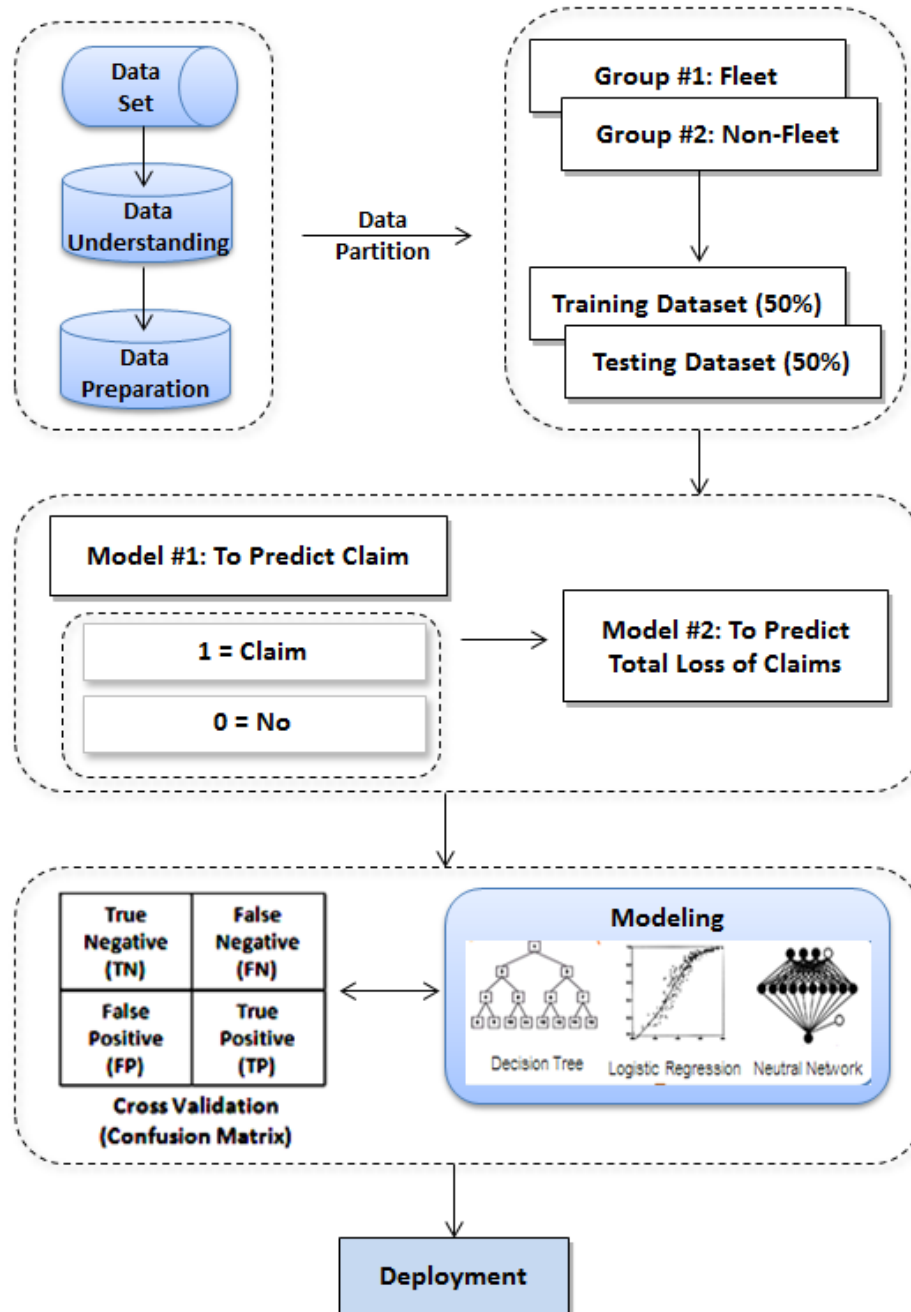 Data
Set
Data
Understanding
Data
Preparation
Data
Partition
Group #1: Fleet
Group #2: Non-Fleet
Training Dataset (50%)
Testing Dataset (50%)
Model #1: To Predict Claim
1 = Claim
0 = No
Model #2: To Predict
Total Loss of Claims
True
Negative
(TN)
False
Negative
(FN)
False
Positive
(FP)
True
Positive
(TP)
Cross Validation
(Confusion Matrix)
Modeling
Decision Tree
Logistic Regression
Neutral Network
Deployment